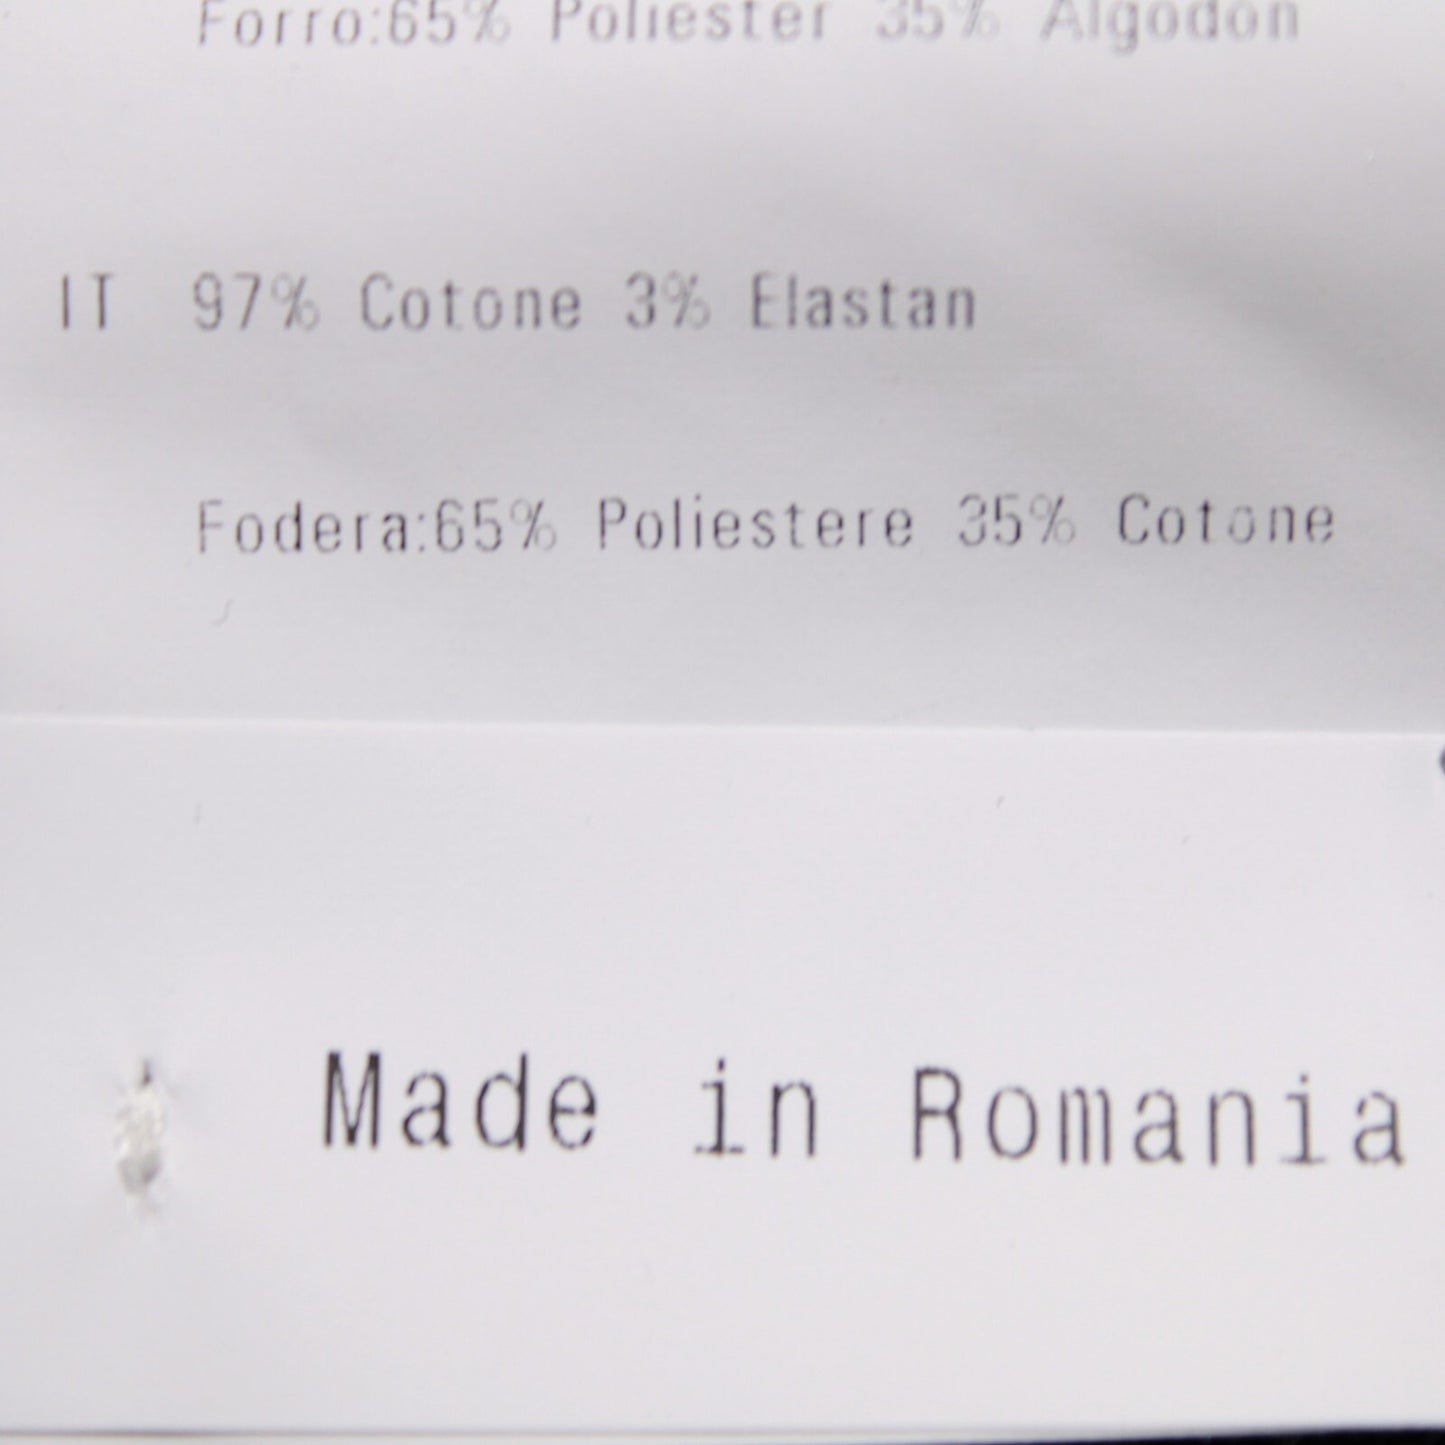 Forro:65% Poliester 35% Algodon
IT 97% Cotone 3% Elastan
Fodera:65% Poliestere 35% Cotone
Made in Romania